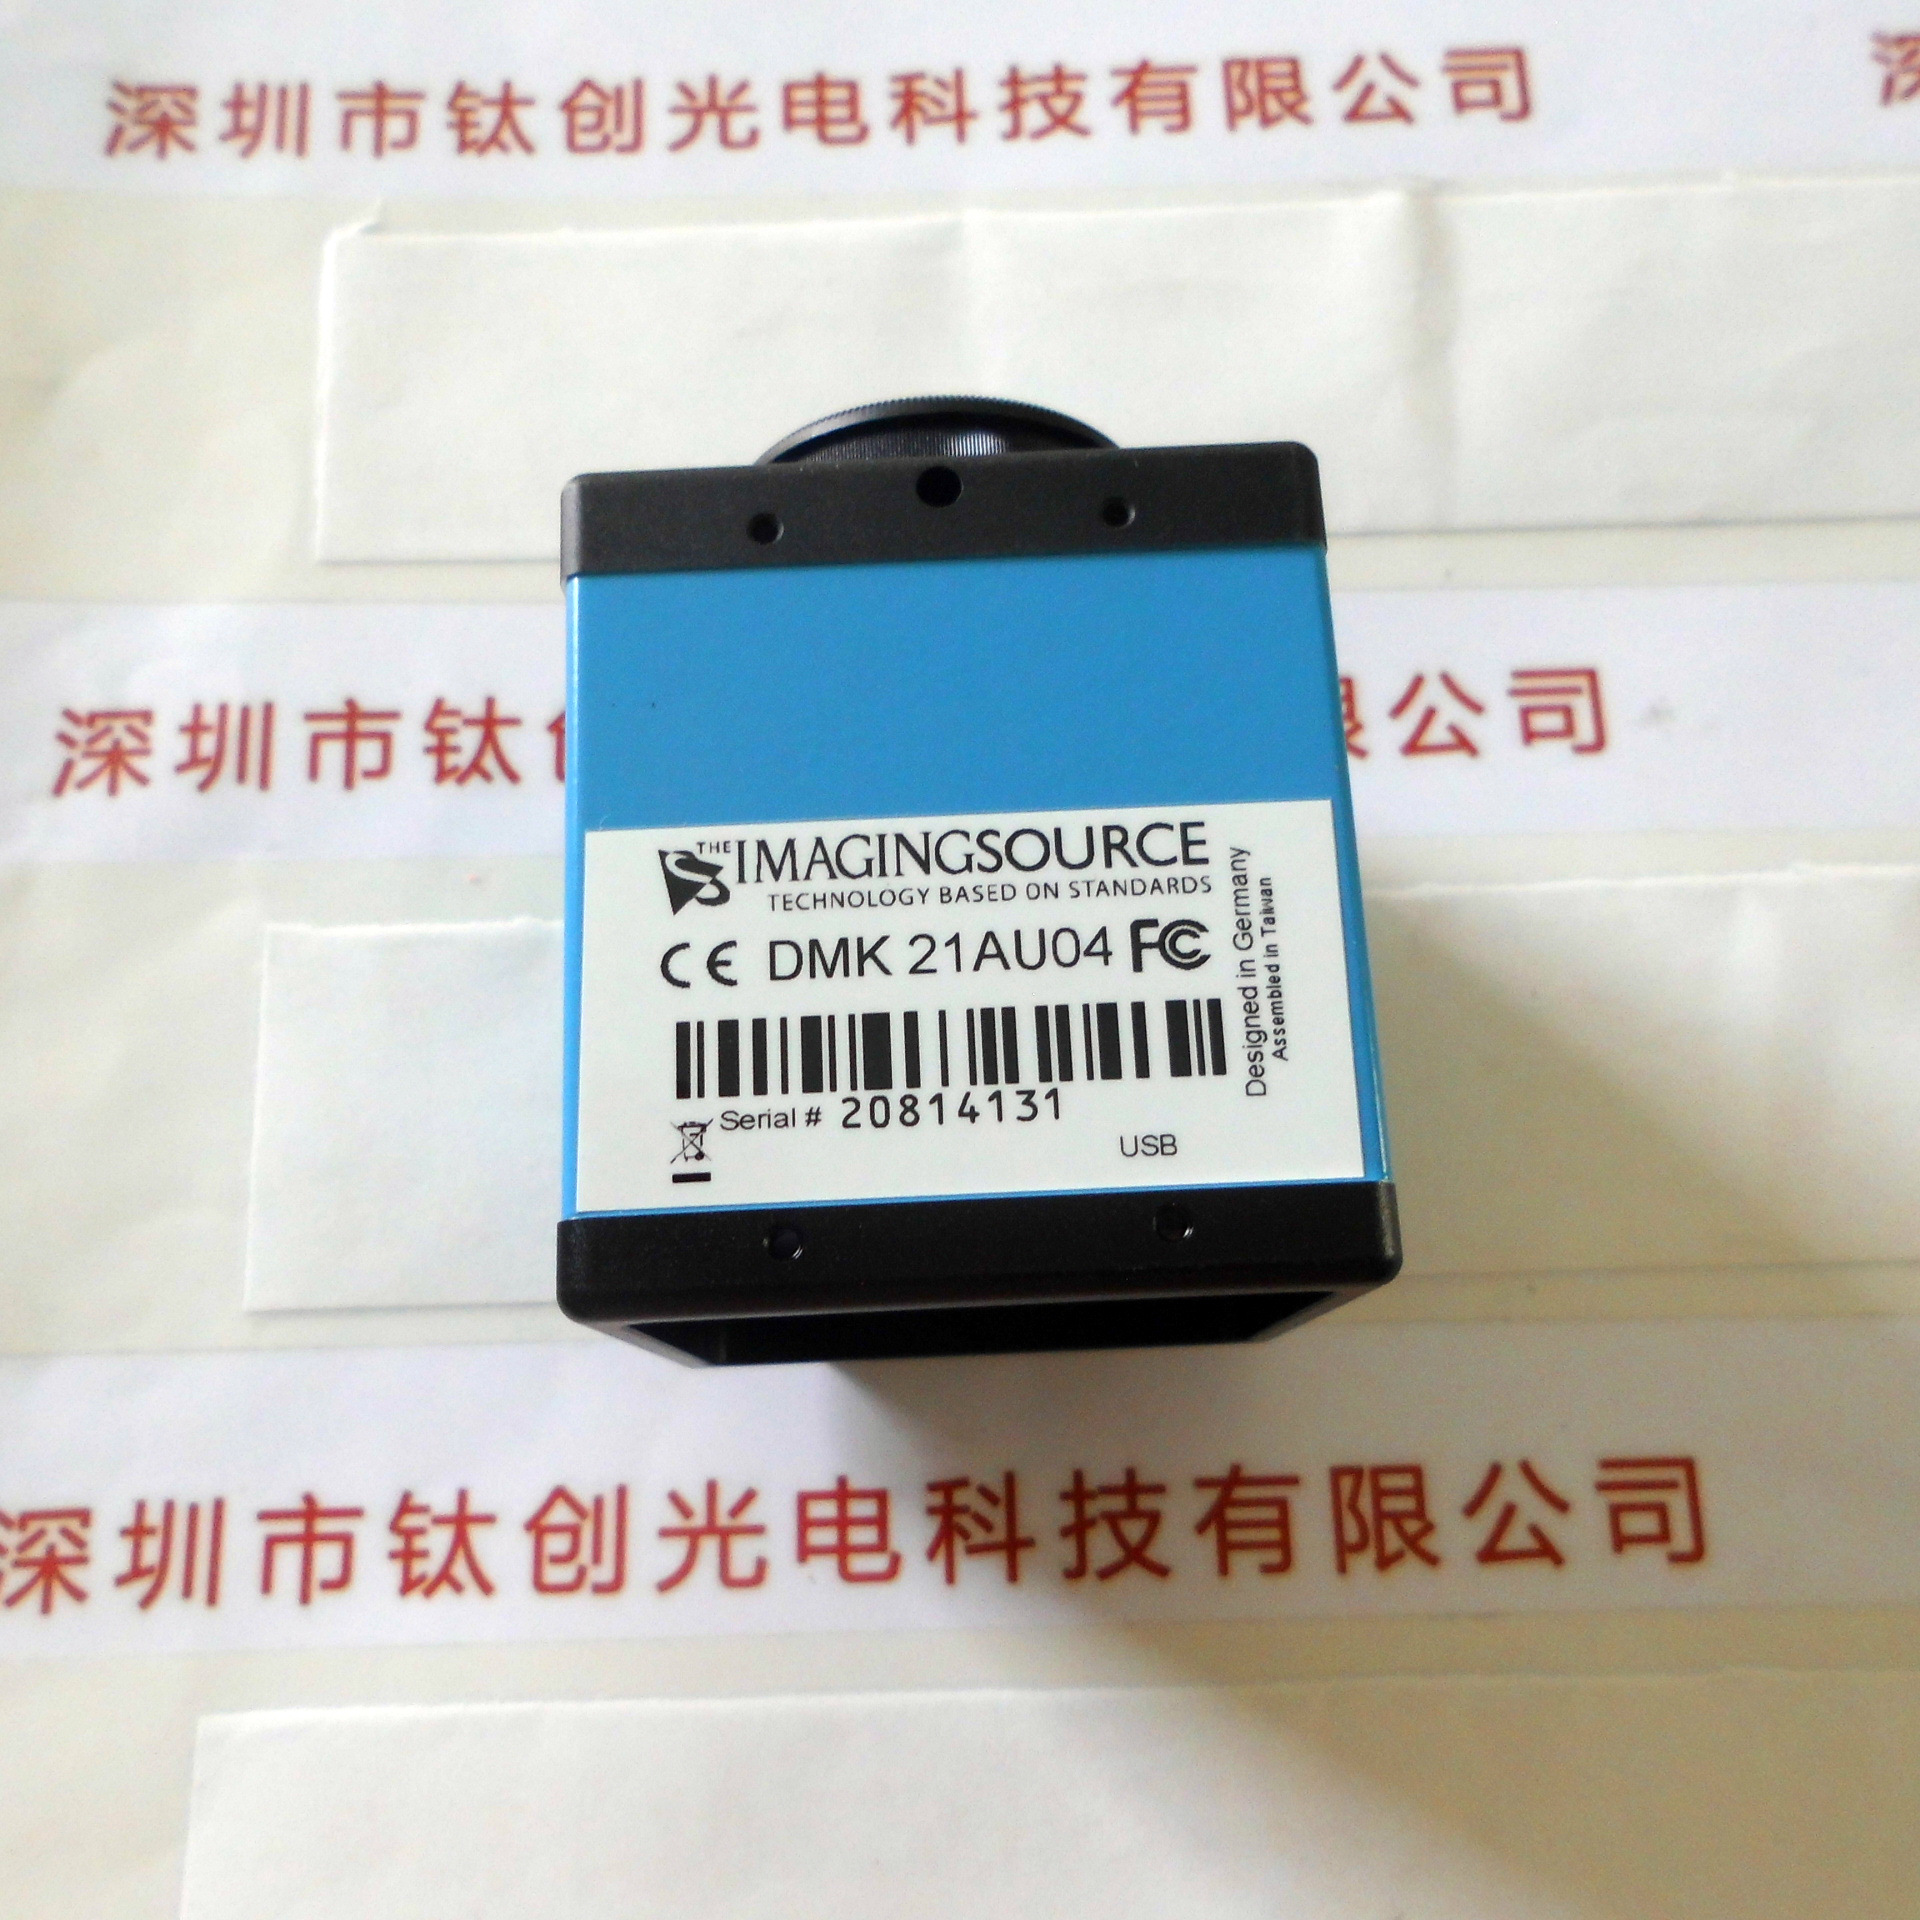 深圳市钛创光电科技有限公司
深圳市钛 公司
THE IMAGINGSOURCE
TECHNOLOGY BASED ON STANDARDS
CE DMK 21AU04 FC
Serial # 20814131
USB
Designed in Germany
Assembled in Taiwan
深圳市钛创光电科技有限公司